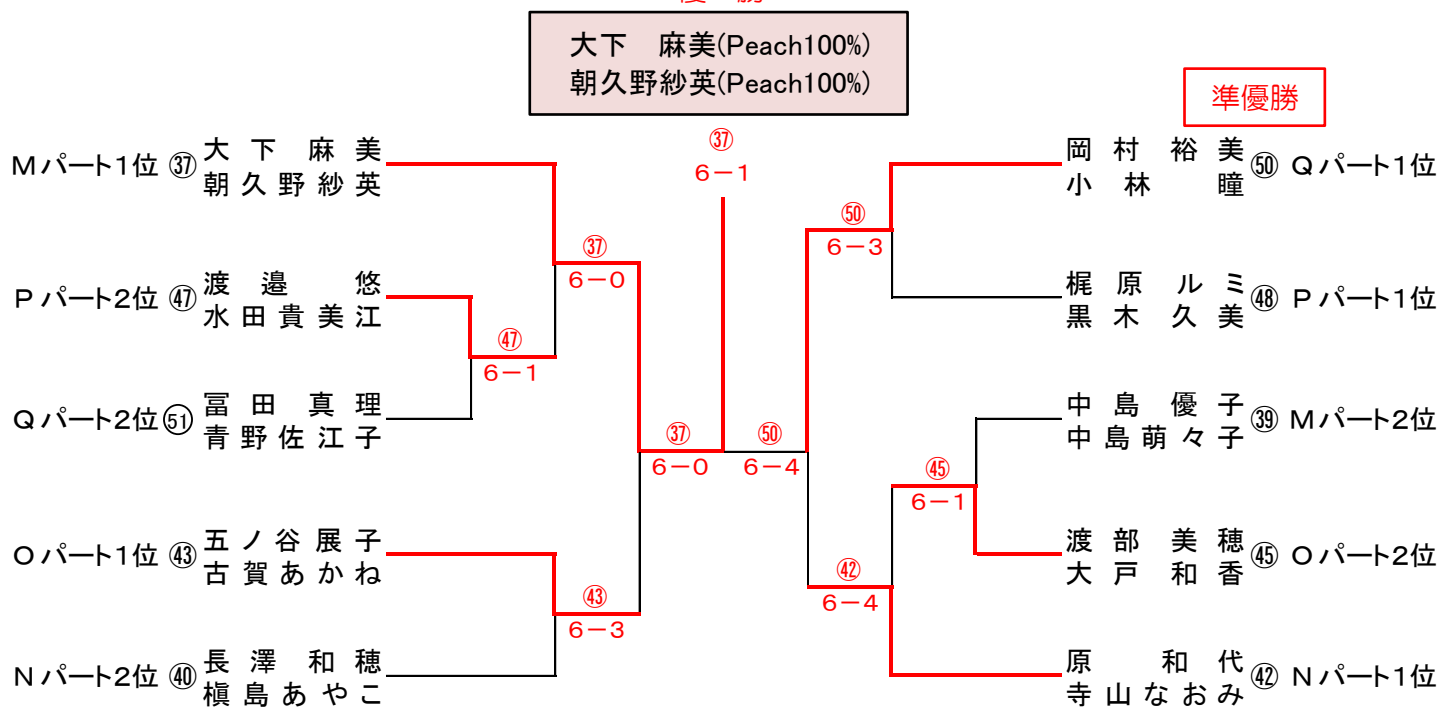 優 勝
大下　麻美(Peach100%)
朝久野紗英(Peach100%)
準優勝
Mパート1位 ㊲ 大下麻美
朝久野紗英
Pパート2位 ㊼ 渡邉悠
水田貴美江
Qパート2位 51 冨田真理
青野佐江子
Oパート1位 ㊸ 五ノ谷展子
古賀あかね
Nパート2位 ㊵ 長澤和穂
槇島あやこ
㊲
6－0
㊼
6－1
㊸
6－3
㊲
6－0
㊲
6－1
㊿
6－4
㊿
6－3
㊺
6－1
㊷
6－4
岡村裕美
小林瞳 ㊿ Qパート1位
梶原ルミ
黒木久美 ㊽ Pパート1位
中島優子
中島萌々子 ㊴ Mパート2位
渡部美穂
大戸和香 ㊺ Oパート2位
原和代
寺山なおみ ㊷ Nパート1位